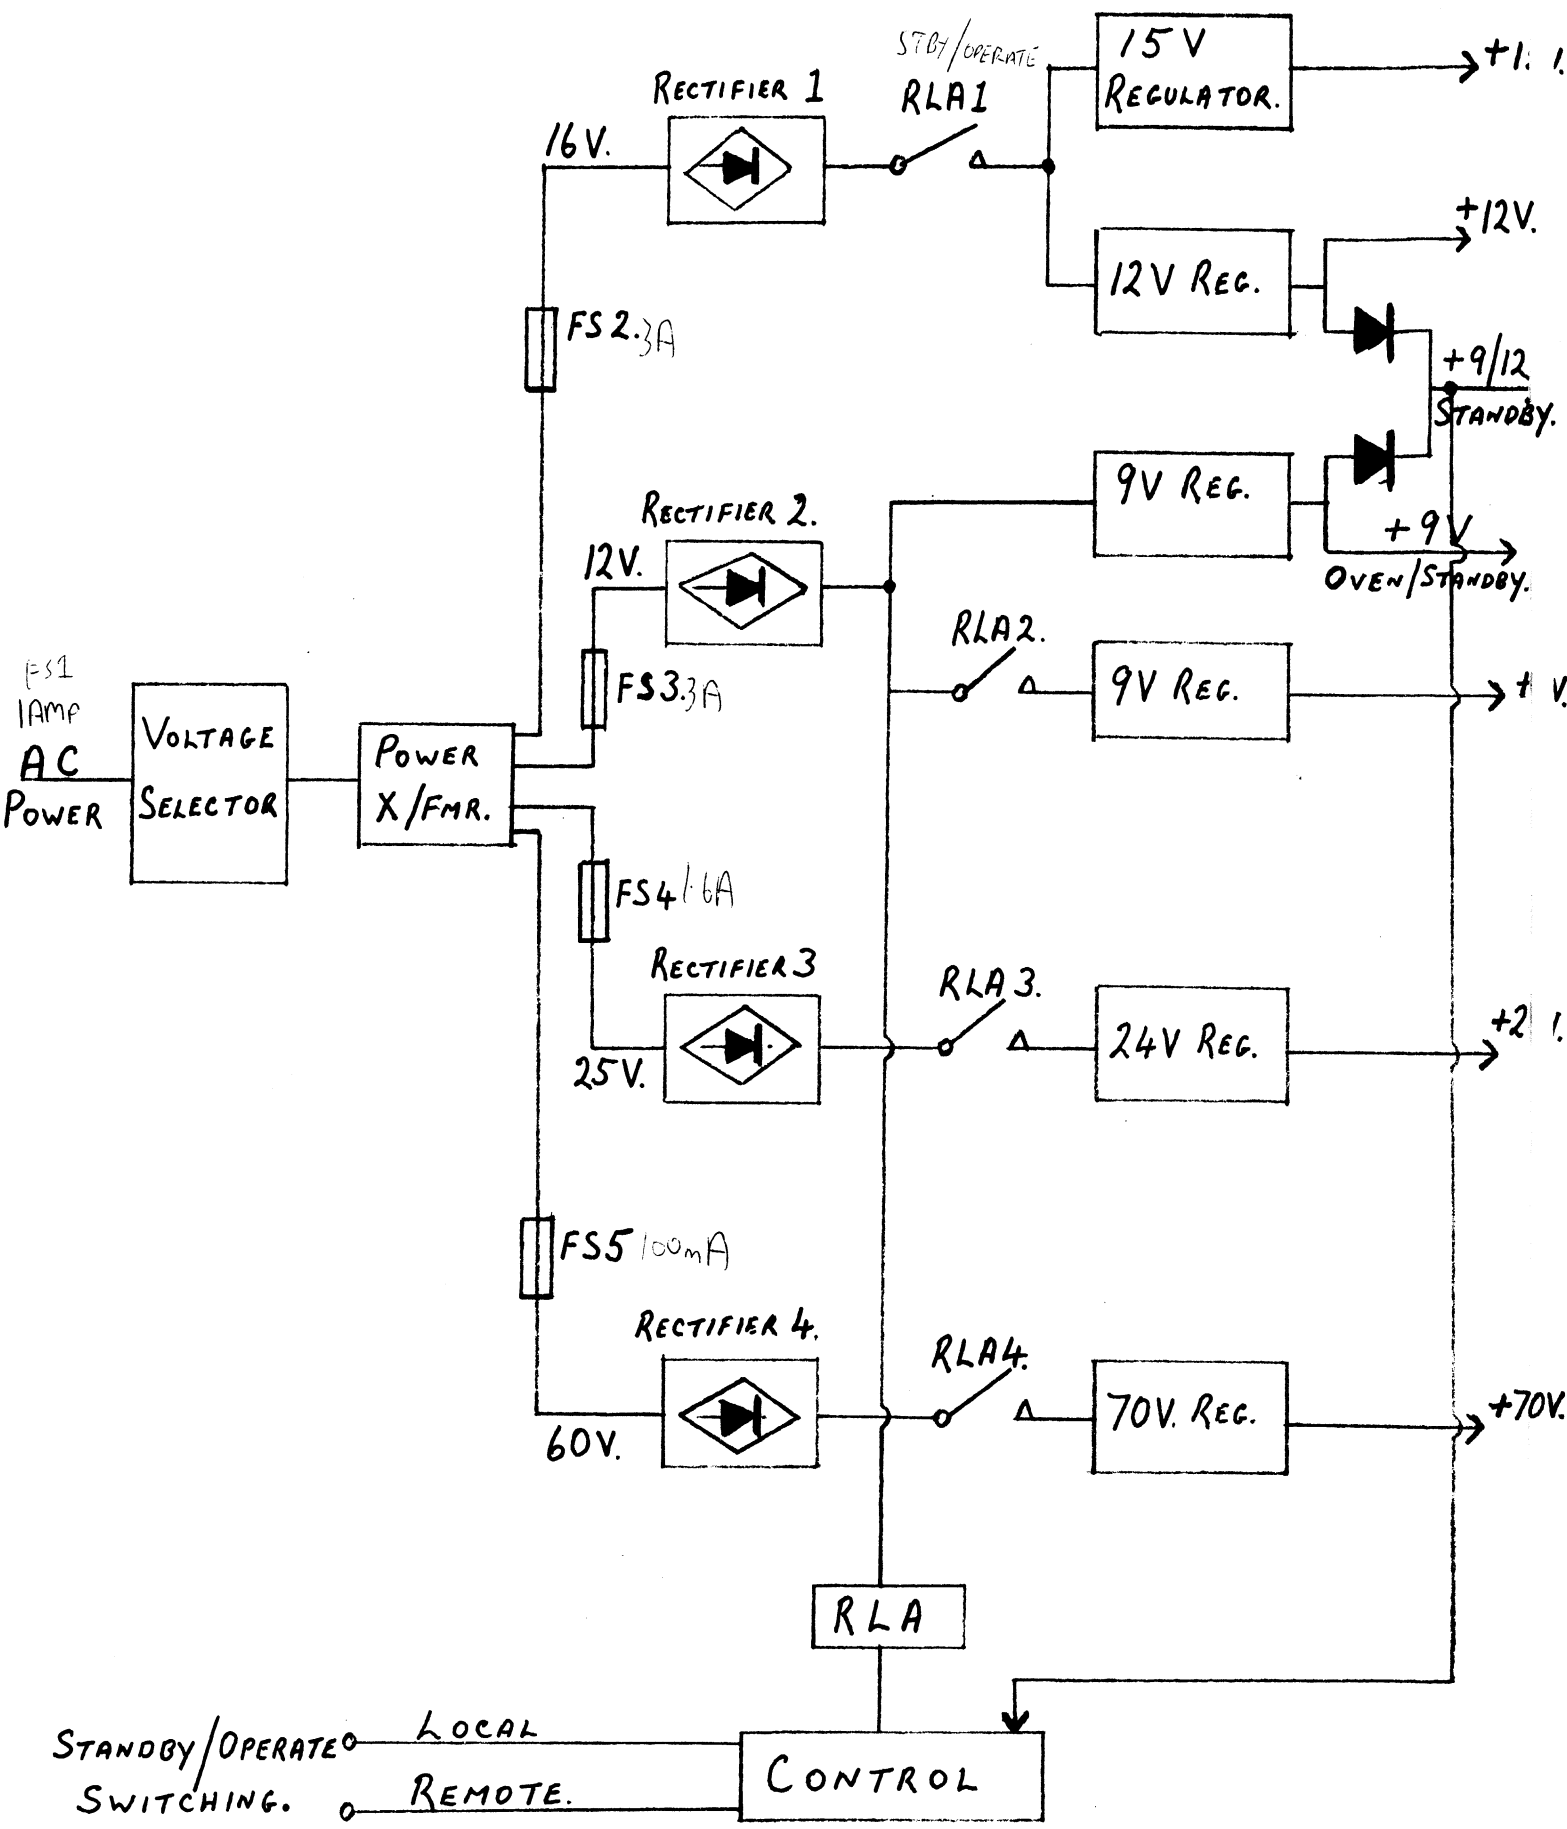 STBY/OPERATE
RECTIFIER 1
RLA1
15V
REGULATOR.
16V.
+12V.
12V REG.
FS2. 3A
+9/12
STANDBY.
9V REG.
RECTIFIER 2.
12V.
+9V
OVEN/STANDBY.
RLA2.
FS3. 3A
9V REG.
FS1
1AMP
AC
POWER
VOLTAGE
SELECTOR
POWER
X/FMR.
FS4 1.6A
RECTIFIER 3
RLA3.
25V.
24V REG.
FS5 100mA
RECTIFIER 4.
RLA4.
60V.
70V. REG.
+70V.
RLA
STANDBY/OPERATE
SWITCHING.
LOCAL
REMOTE.
CONTROL